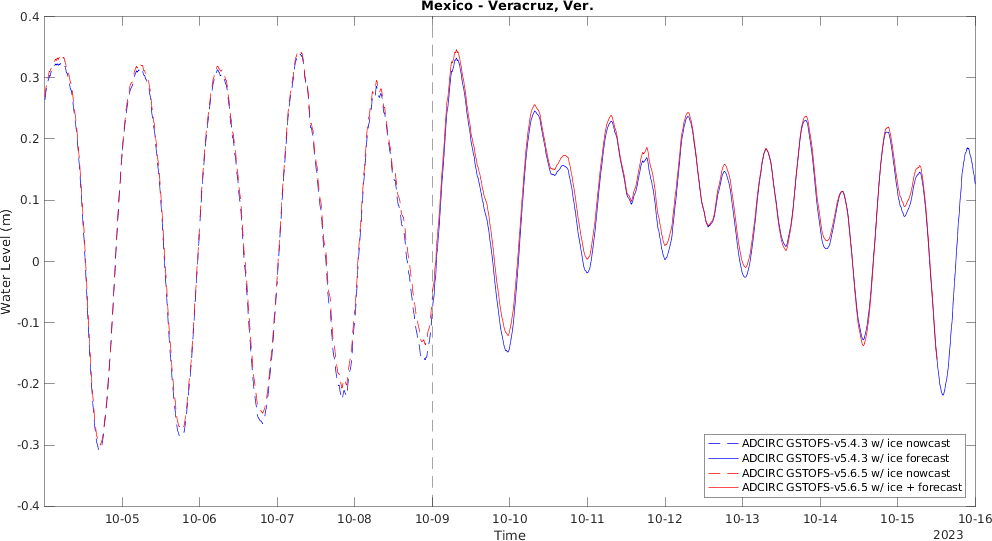 Mexico - Veracruz, Ver.
0.4
0.3
0.2
0.1
0
-0.1
-0.2
-0.3
-0.4
Water Level (m)
10-05 10-06 10-07 10-08 10-09 10-10 10-11 10-12 10-13 10-14 10-15 10-16
Time
2023
ADCIRC GSTOFS-v5.4.3 w/ ice nowcast
ADCIRC GSTOFS-v5.4.3 w/ ice forecast
ADCIRC GSTOFS-v5.6.5 w/ ice nowcast
ADCIRC GSTOFS-v5.6.5 w/ ice + forecast